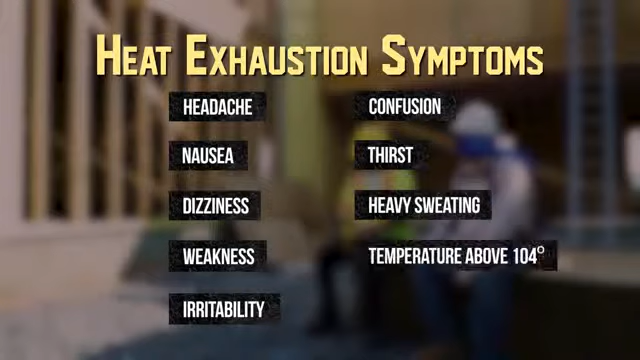 HEAT EXHAUSTION SYMPTOMS
HEADACHE
NAUSEA
DIZZINESS
WEAKNESS
IRRITABILITY
CONFUSION
THIRST
HEAVY SWEATING
TEMPERATURE ABOVE 104°